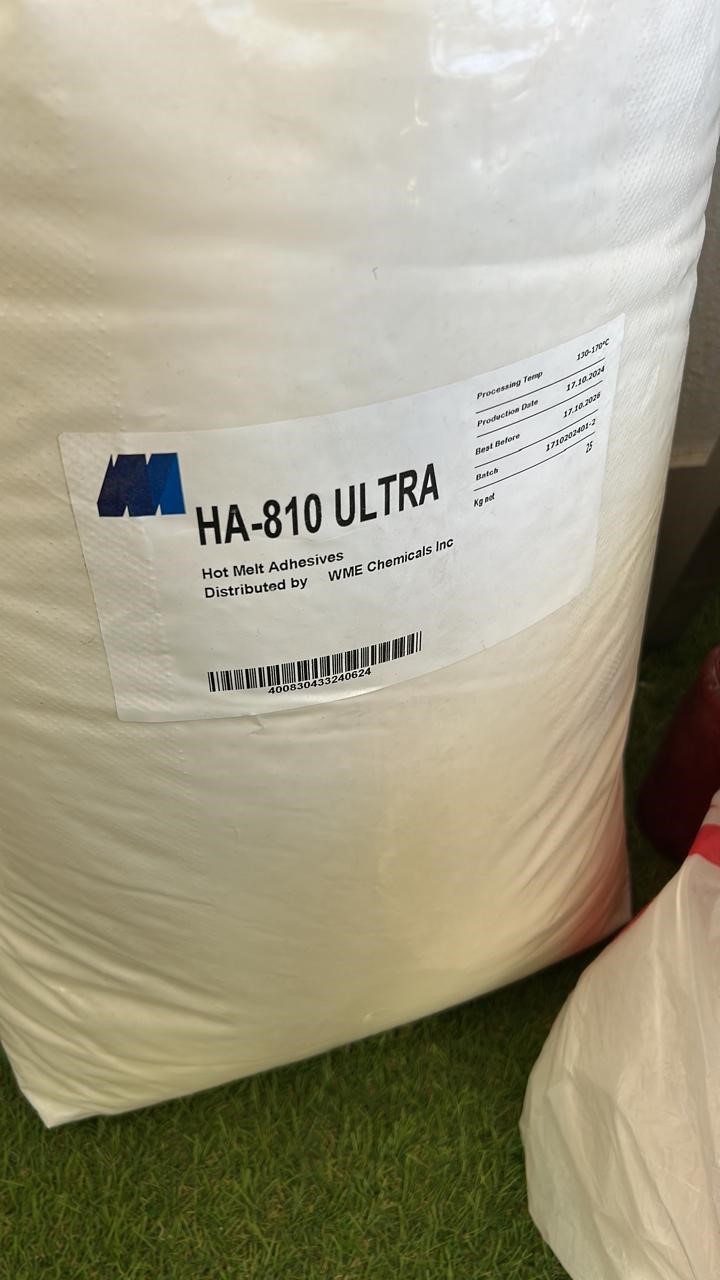 HA-810 ULTRA
Hot Melt Adhesives
Distributed by WME Chemicals Inc
400830433240624
Processing Temp 130-170ºC
Production Date 17.10.2024
Best Before 17.10.2026
Batch 1710202401-2
Kg net 25